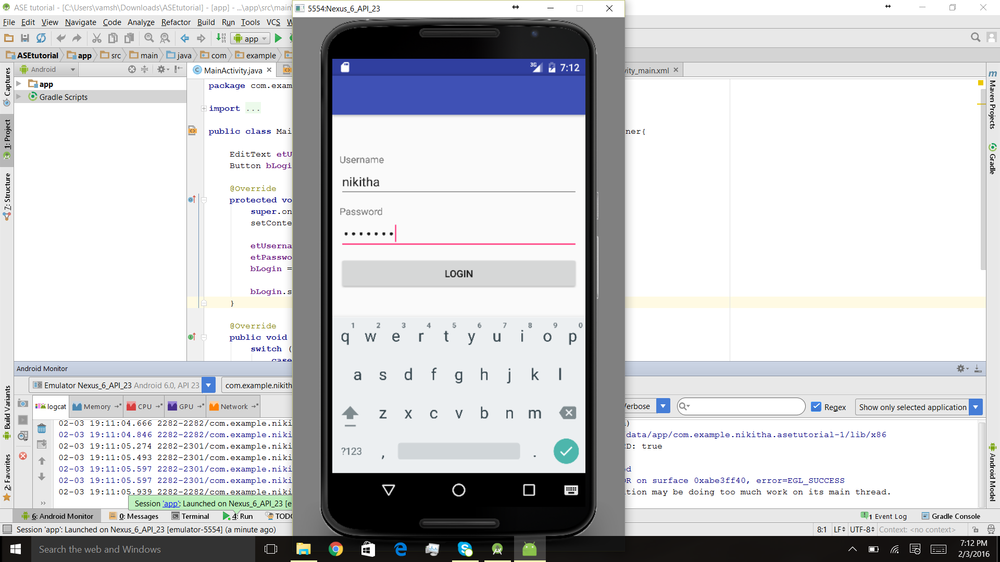 ASE tutorial - [C:\Users\vamsh\Downloads\ASEtutorial] - [app] - ...\app\src\main\
5554:Nexus_6_API_23
File Edit View Navigate Code Analyze Refactor Build Run Tools VCS W
app
ASEtutorial app src main java com example
Android
MainActivity.java
ivity_main.xml
app
Gradle Scripts
Captures
1: Project
7: Structure
Build Variants
2: Favorites
Maven Projects
Gradle
Android Model
package com.exam
import ...
public class Mai
ner{
EditText etU
Button bLogi
@Override
protected vo
super.on
setConte
etUserna
etPasswo
bLogin =
bLogin.s
}
@Override
public void
switch (
case
3G 7:12
Username
nikitha
Password
•••••••
LOGIN
1 2 3 4 5 6 7 8 9 0
q w e r t y u i o p
a s d f g h j k l
z x c v b n m
?123 , .
Android Monitor
Emulator Nexus_6_API_23 Android 6.0, API 23
com.example.nikith
logcat Memory CPU GPU Network
Verbose
Regex
Show only selected application
02-03 19:11:04.666 2282-2282/com.example.niki
)
02-03 19:11:04.846 2282-2282/com.example.niki
data/app/com.example.nikitha.asetutorial-1/lib/x86
02-03 19:11:05.274 2282-2301/com.example.niki
ED: true
02-03 19:11:05.493 2282-2301/com.example.niki
02-03 19:11:05.597 2282-2301/com.example.niki
ed
02-03 19:11:05.597 2282-2301/com.example.niki
OR on surface 0xabe3ff40, error=EGL_SUCCESS
02-03 19:11:05.939 2282-2282/com.example.niki
tion may be doing too much work on its main thread.
Session 'app': Launched on Nexus_6_API_23 [e
6: Android Monitor 0: Messages Terminal 4: Run TODO
1 Event Log Gradle Console
Session 'app': Launched on Nexus_6_API_23 [emulator-5554] (a minute ago)
8:1 LF UTF-8 Context: <no context>
Search the web and Windows
7:12 PM
2/3/2016